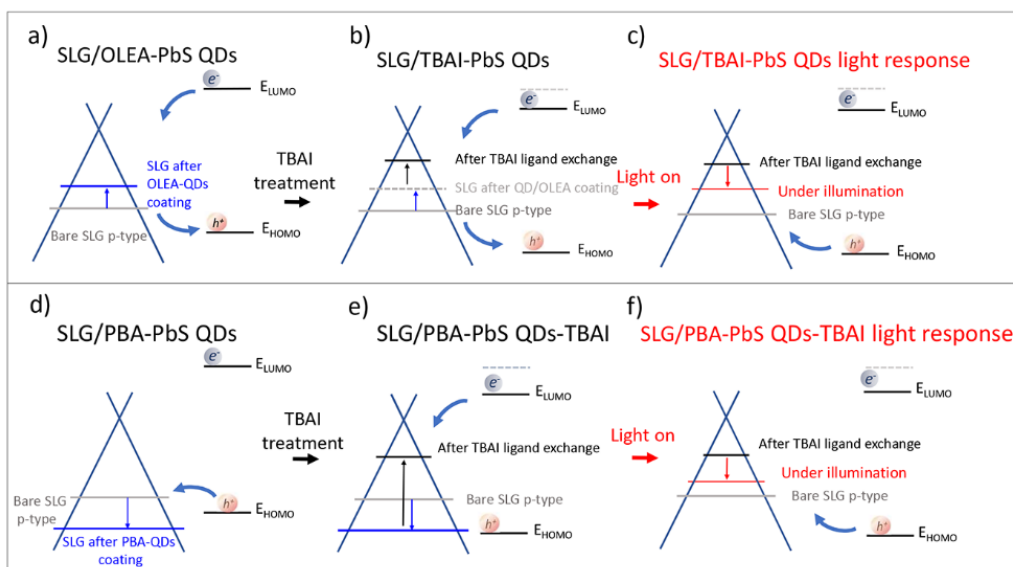 a)
SLG/OLEA-PbS QDs
e-
E_LUMO
SLG after
OLEA-QDs
coating
Bare SLG p-type
h+
E_HOMO
TBAI
treatment
b)
SLG/TBAI-PbS QDs
e-
E_LUMO
After TBAI ligand exchange
SLG after QD/OLEA coating
Bare SLG p-type
h+
E_HOMO
Light on
c)
SLG/TBAI-PbS QDs light response
e-
E_LUMO
After TBAI ligand exchange
Under illumination
Bare SLG p-type
h+
E_HOMO
d)
SLG/PBA-PbS QDs
e-
E_LUMO
Bare SLG
p-type
h+
E_HOMO
SLG after PBA-QDs
coating
TBAI
treatment
e)
SLG/PBA-PbS QDs-TBAI
e-
E_LUMO
After TBAI ligand exchange
Bare SLG
p-type
h+
E_HOMO
Light on
f)
SLG/PBA-PbS QDs-TBAI light response
e-
E_LUMO
After TBAI ligand exchange
Under illumination
Bare SLG p-type
h+
E_HOMO